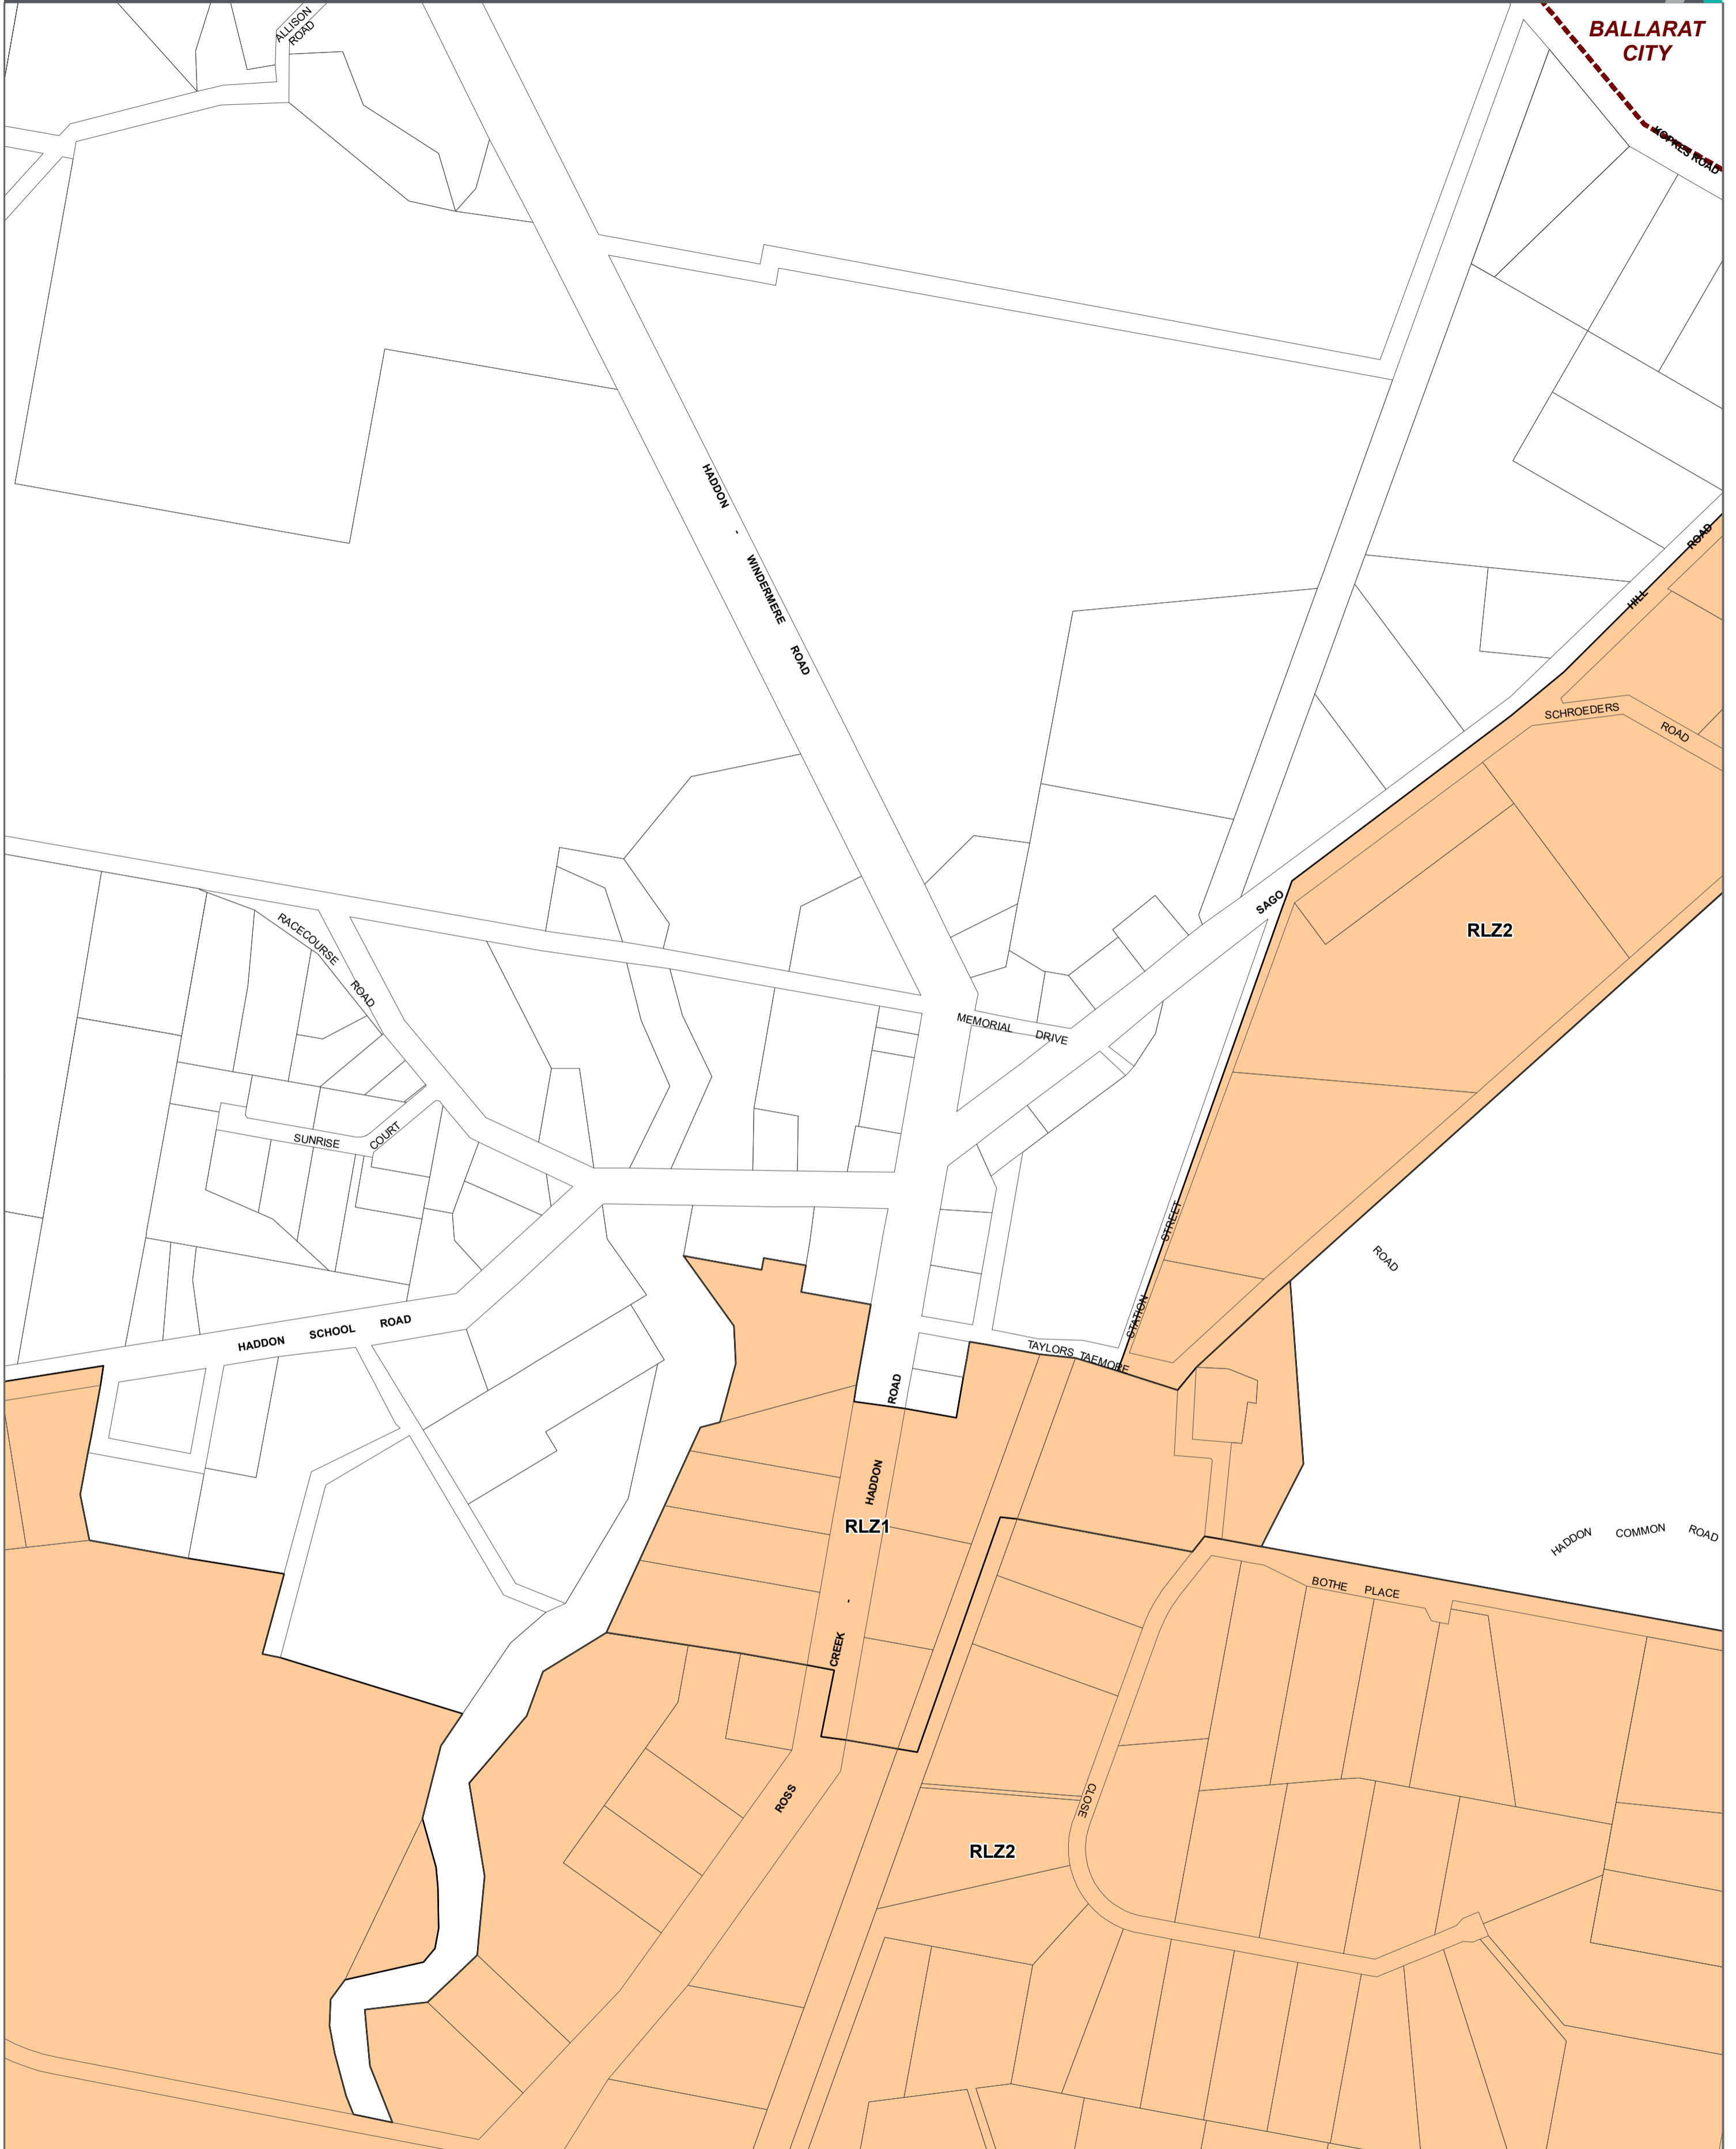 ALLISON
ROAD
BALLARAT
CITY
KOPKES ROAD
HADDON - WINDERMERE ROAD
HILL ROAD
SCHROEDERS ROAD
SAGO
RLZ2
RACECOURSE ROAD
MEMORIAL DRIVE
SUNRISE COURT
STATION STREET
ROAD
HADDON SCHOOL ROAD
TAYLORS TAEMORE
ROAD
HADDON
RLZ1
HADDON COMMON ROAD
BOTHE PLACE
-
CREEK
ROSS
CLOSE
RLZ2